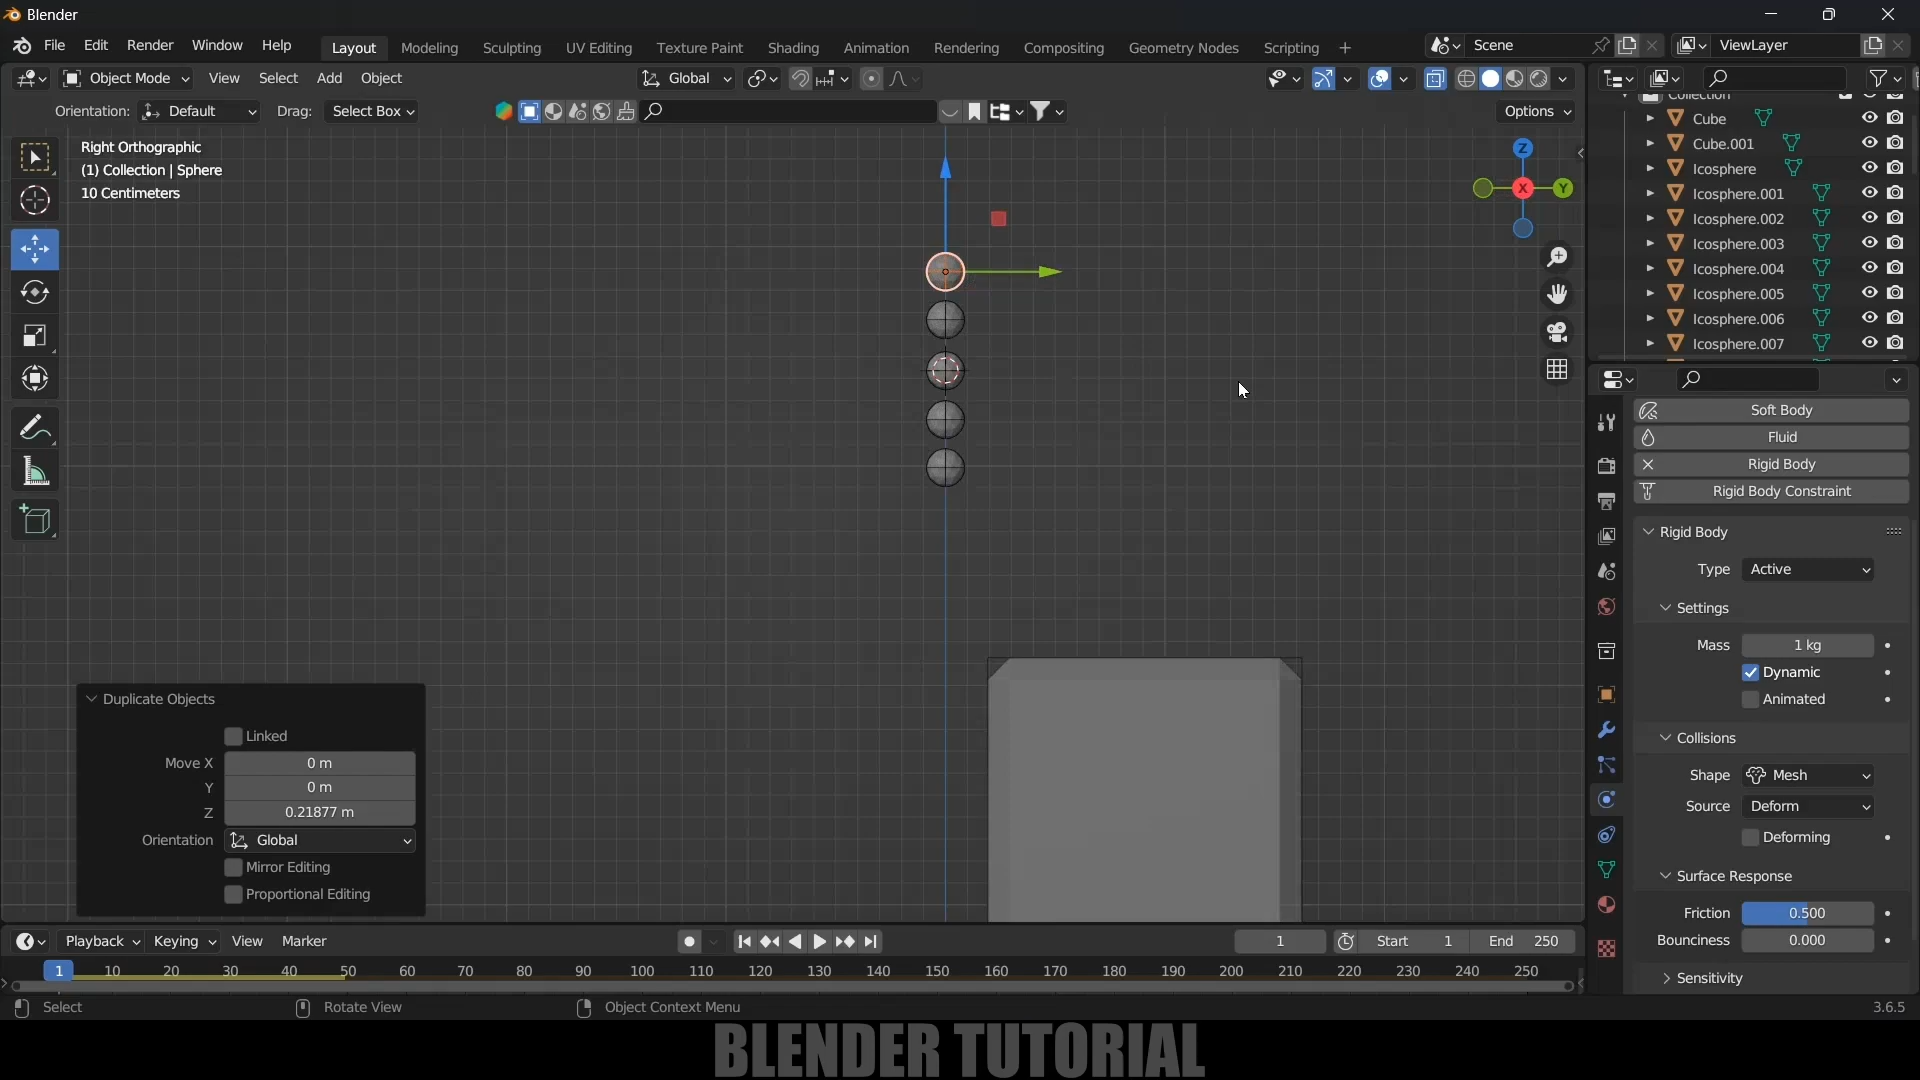 Blender
File Edit Render Window Help Layout Modeling Sculpting UV Editing Texture Paint Shading Animation Rendering Compositing Geometry Nodes Scripting + Scene ViewLayer
Object Mode View Select Add Object Global
Orientation: Default Drag: Select Box Options
Right Orthographic
(1) Collection | Sphere
10 Centimeters
Z
X
Y
Collection
Cube
Cube.001
Icosphere
Icosphere.001
Icosphere.002
Icosphere.003
Icosphere.004
Icosphere.005
Icosphere.006
Icosphere.007
Soft Body
Fluid
Rigid Body
Rigid Body Constraint
Rigid Body
Type Active
Settings
Mass 1 kg
Dynamic
Animated
Collisions
Shape Mesh
Source Deform
Deforming
Surface Response
Friction 0.500
Bounciness 0.000
Sensitivity
Duplicate Objects
Linked
Move X 0 m
Y 0 m
Z 0.21877 m
Orientation Global
Mirror Editing
Proportional Editing
Playback Keying View Marker 1 Start 1 End 250
1 10 20 30 40 50 60 70 80 90 100 110 120 130 140 150 160 170 180 190 200 210 220 230 240 250
Select Rotate View Object Context Menu 3.6.5
BLENDER TUTORIAL